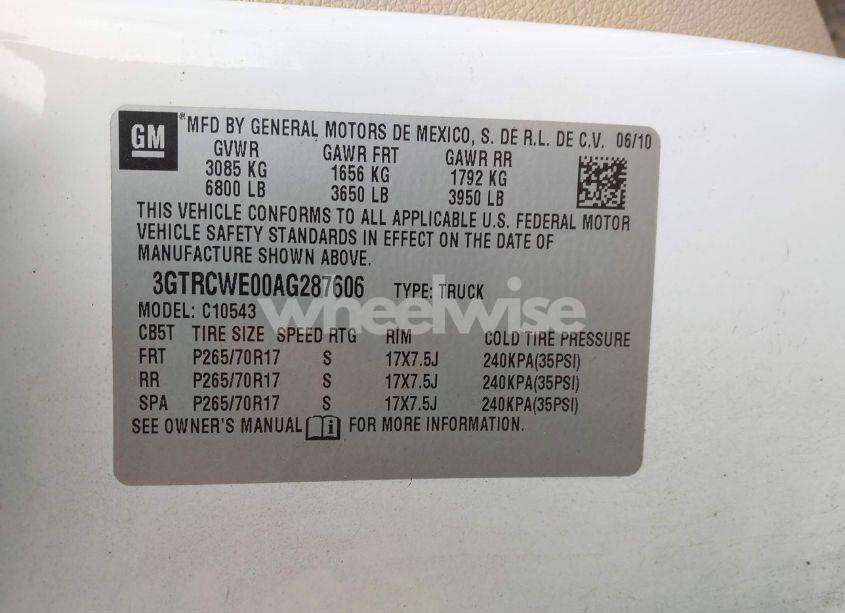 GM
*MFD BY GENERAL MOTORS DE MEXICO, S. DE R.L. DE C.V. 06/10
GVWR GAWR FRT GAWR RR
3085 KG 1656 KG 1792 KG
6800 LB 3650 LB 3950 LB
THIS VEHICLE CONFORMS TO ALL APPLICABLE U.S. FEDERAL MOTOR
VEHICLE SAFETY STANDARDS IN EFFECT ON THE DATE OF
MANUFACTURE SHOWN ABOVE.
3GTRCWE00AG287606 TYPE: TRUCK
wheelwise
MODEL: C10543
CB5T TIRE SIZE SPEED RTG RIM COLD TIRE PRESSURE
FRT P265/70R17 S 17X7.5J 240KPA(35PSI)
RR P265/70R17 S 17X7.5J 240KPA(35PSI)
SPA P265/70R17 S 17X7.5J 240KPA(35PSI)
SEE OWNER'S MANUAL i FOR MORE INFORMATION.